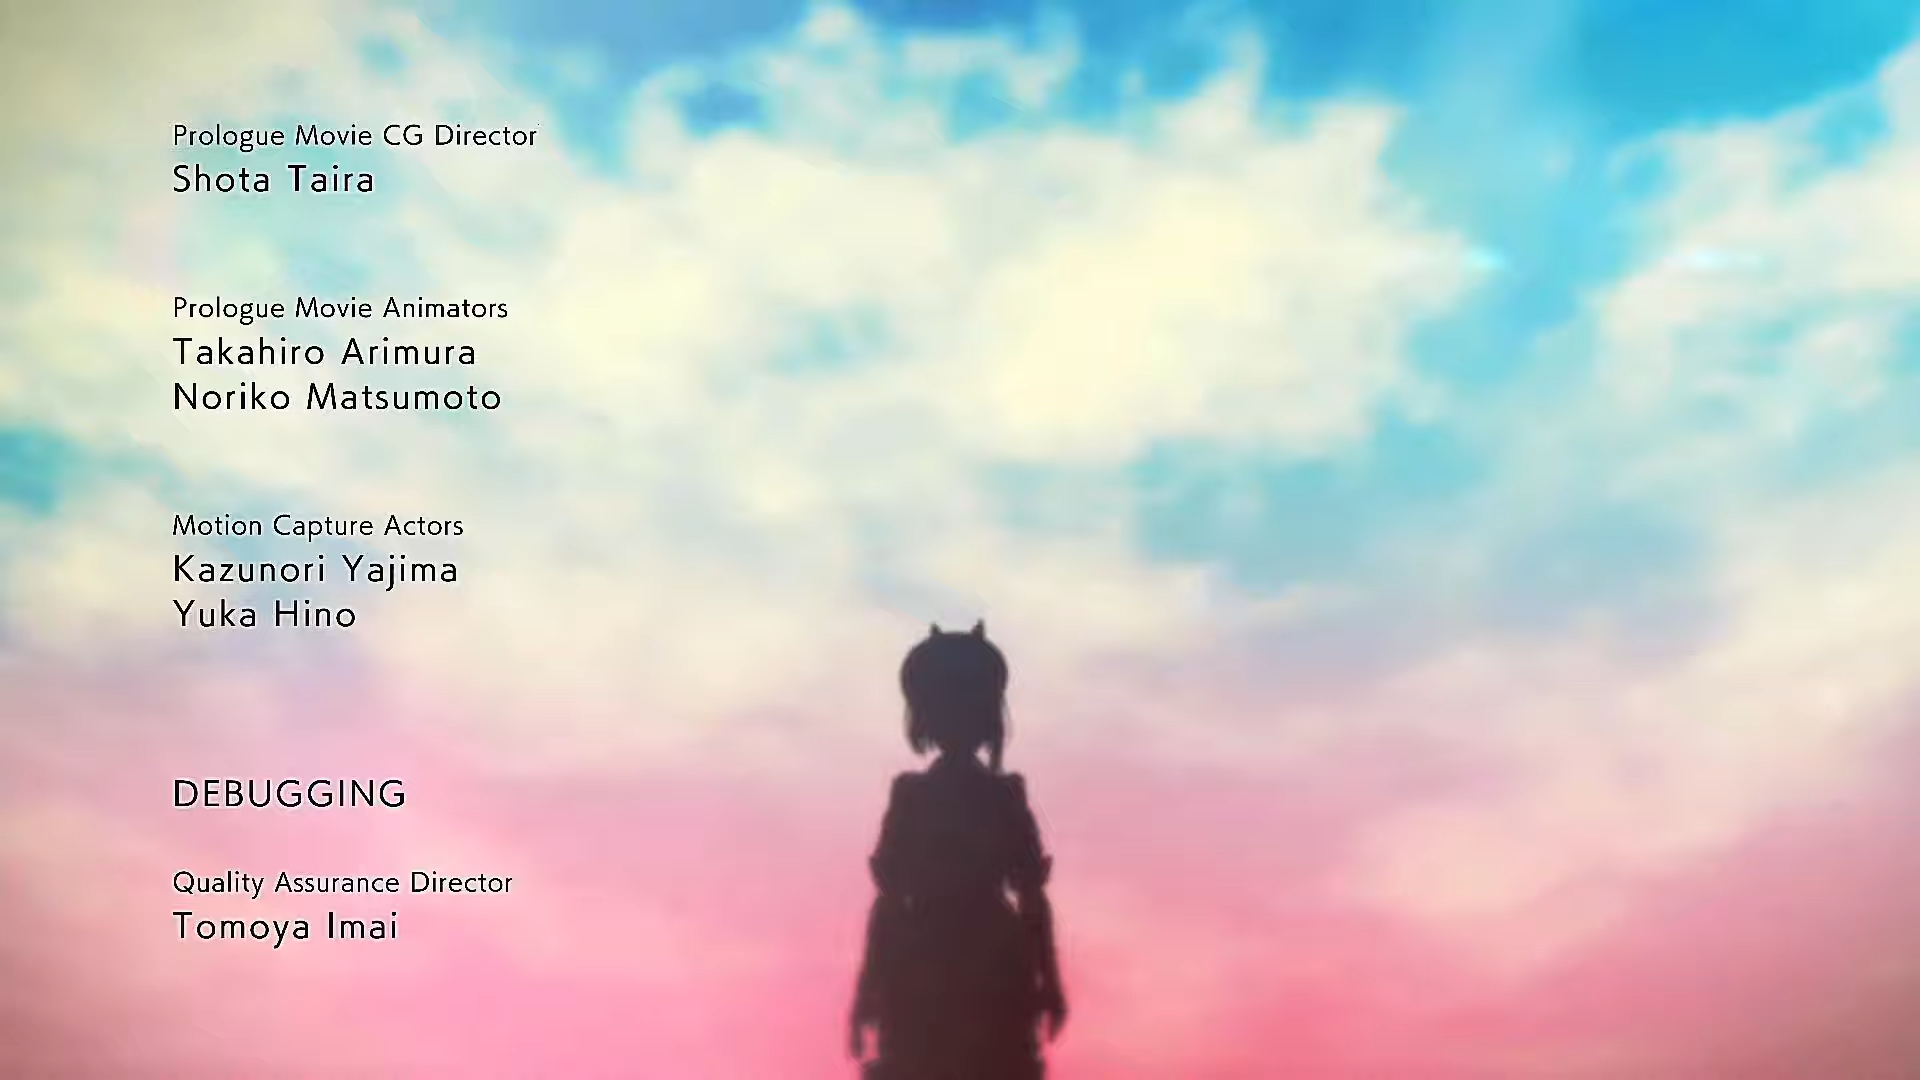 Prologue Movie CG Director
Shota Taira
Prologue Movie Animators
Takahiro Arimura
Noriko Matsumoto
Motion Capture Actors
Kazunori Yajima
Yuka Hino
DEBUGGING
Quality Assurance Director
Tomoya Imai